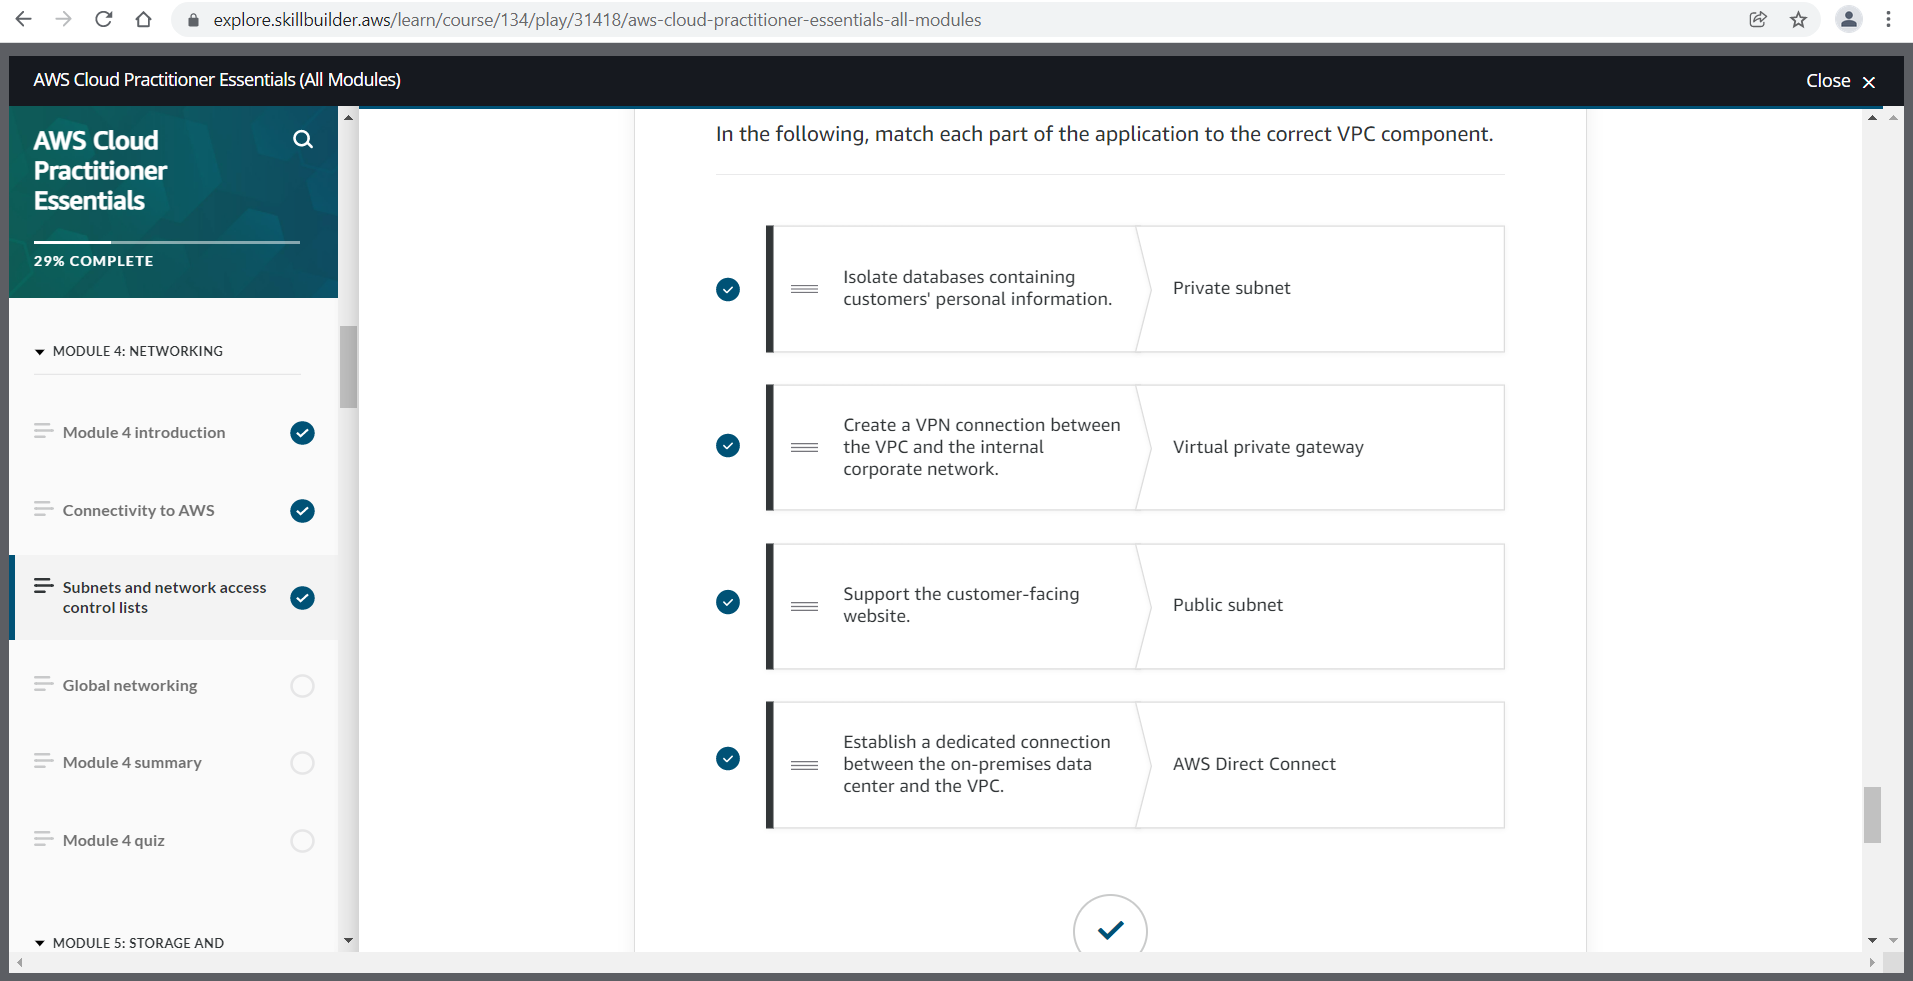 explore.skillbuilder.aws/learn/course/134/play/31418/aws-cloud-practitioner-essentials-all-modules
AWS Cloud Practitioner Essentials (All Modules)
Close
AWS Cloud
Practitioner
Essentials
29% COMPLETE
MODULE 4: NETWORKING
Module 4 introduction
Connectivity to AWS
Subnets and network access
control lists
Global networking
Module 4 summary
Module 4 quiz
MODULE 5: STORAGE AND
In the following, match each part of the application to the correct VPC component.
Isolate databases containing
customers' personal information.
Private subnet
Create a VPN connection between
the VPC and the internal
corporate network.
Virtual private gateway
Support the customer-facing
website.
Public subnet
Establish a dedicated connection
between the on-premises data
center and the VPC.
AWS Direct Connect